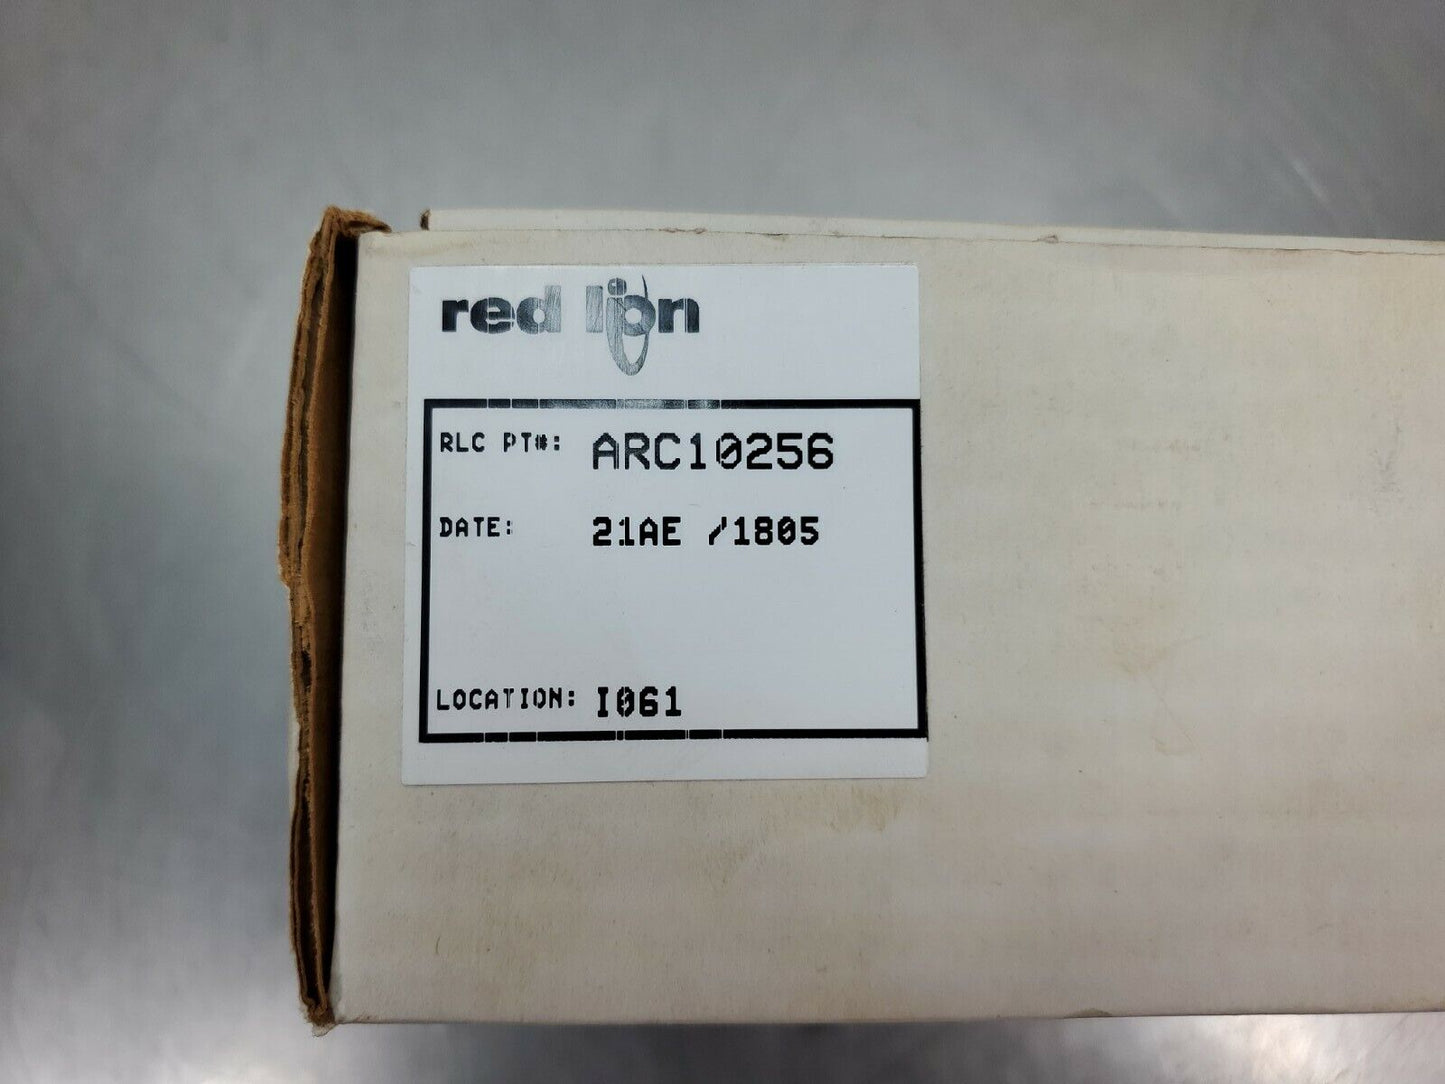 red lion
RLC PT#: ARC10256
DATE: 21AE /1805
LOCATION: I061